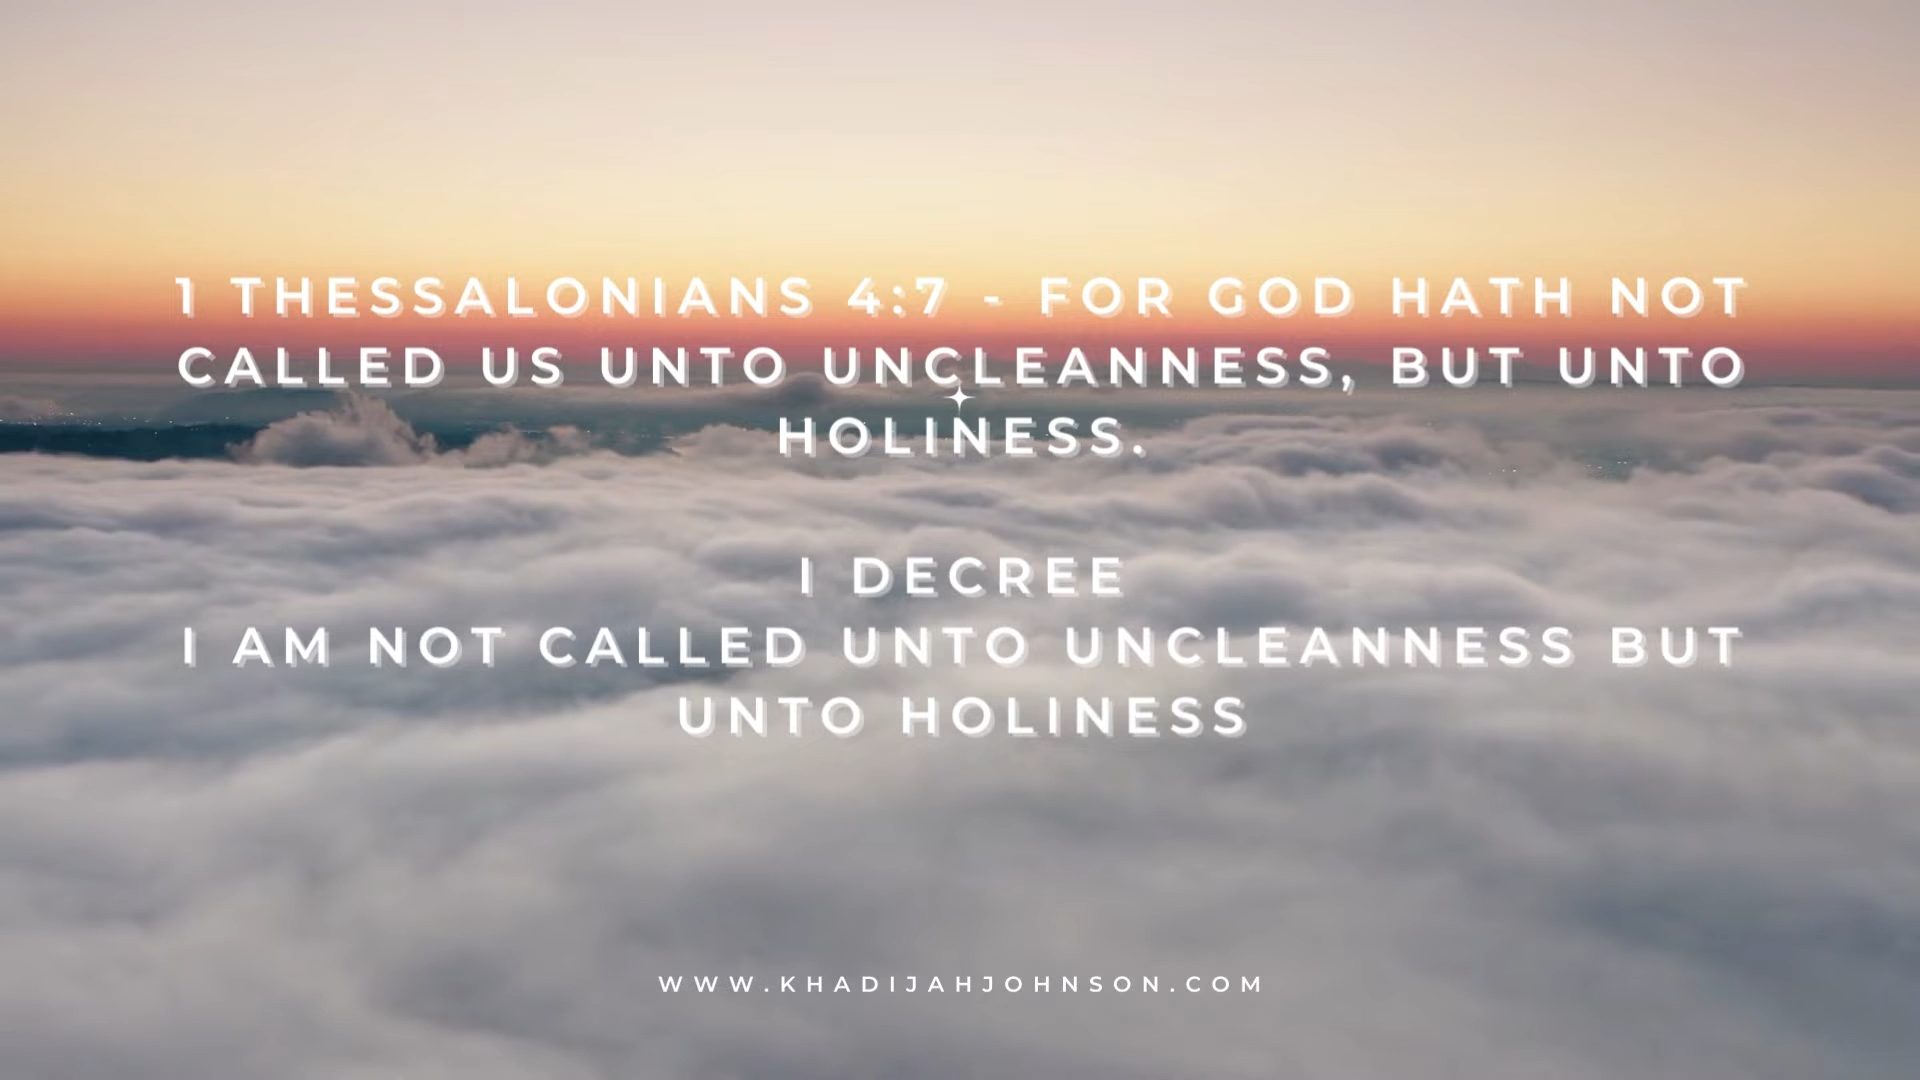 1 THESSALONIANS 4:7 - FOR GOD HATH NOT
CALLED US UNTO UNCLEANNESS, BUT UNTO
HOLINESS.
I DECREE
I AM NOT CALLED UNTO UNCLEANNESS BUT
UNTO HOLINESS
WWW.KHADIJAHJOHNSON.COM